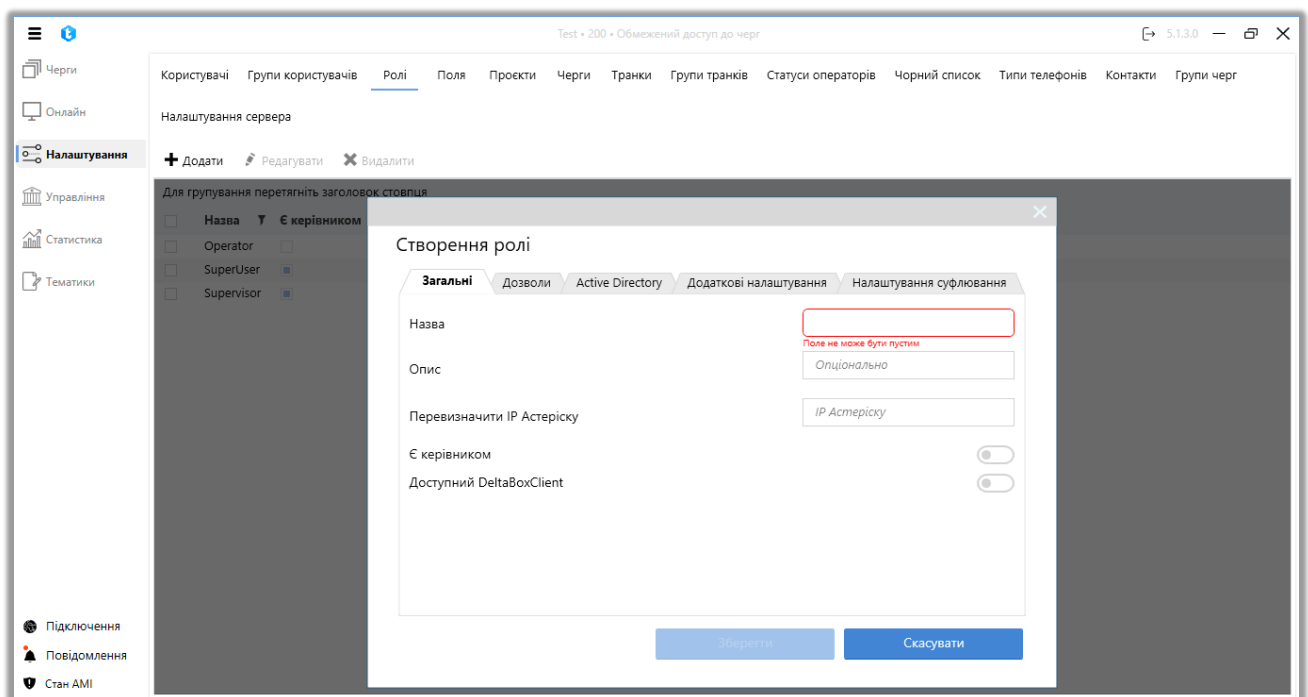 Test • 200 • Обмежений доступ до черг
5.1.3.0
Черги
Онлайн
Налаштування
Управління
Статистика
Тематики
Підключення
Повідомлення
Стан AMI
Користувачі Групи користувачів Ролі Поля Проєкти Черги Транки Групи транків Статуси операторів Чорний список Типи телефонів Контакти Групи черг
Налаштування сервера
Додати Редагувати Видалити
Для групування перетягніть заголовок стовпця
Назва Є керівником
Operator
SuperUser
Supervisor
Створення ролі
Загальні Дозволи Active Directory Додаткові налаштування Налаштування суфлювання
Назва
Поле не може бути пустим
Опис Опціонально
Перевизначити IP Астеріску IP Астеріску
Є керівником
Доступний DeltaBoxClient
Зберегти Скасувати